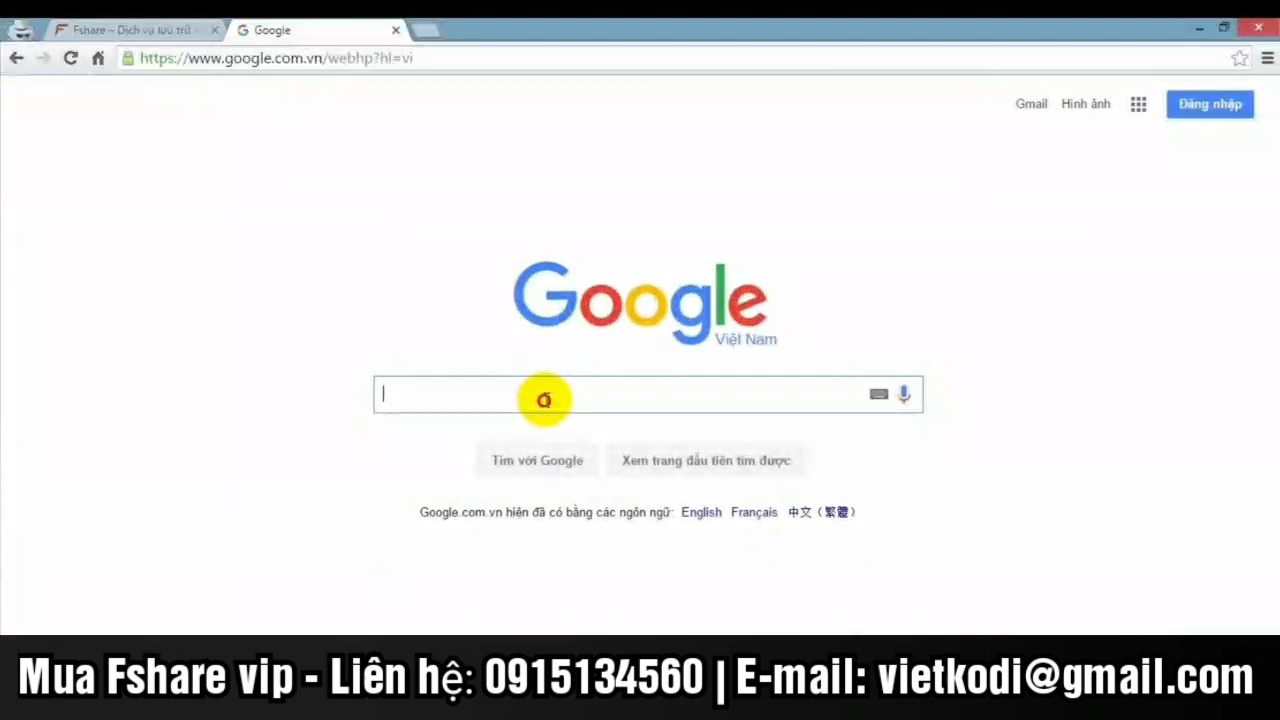 Fshare – Dịch vụ lưu trữ
Google
https://www.google.com.vn/webhp?hl=vi
Gmail Hình ảnh Đăng nhập
Google
Việt Nam
Tìm với Google Xem trang đầu tiên tìm được
Google.com.vn hiện đã có bằng các ngôn ngữ: English Français 中文（繁體）
Mua Fshare vip - Liên hệ: 0915134560 | E-mail: vietkodi@gmail.com